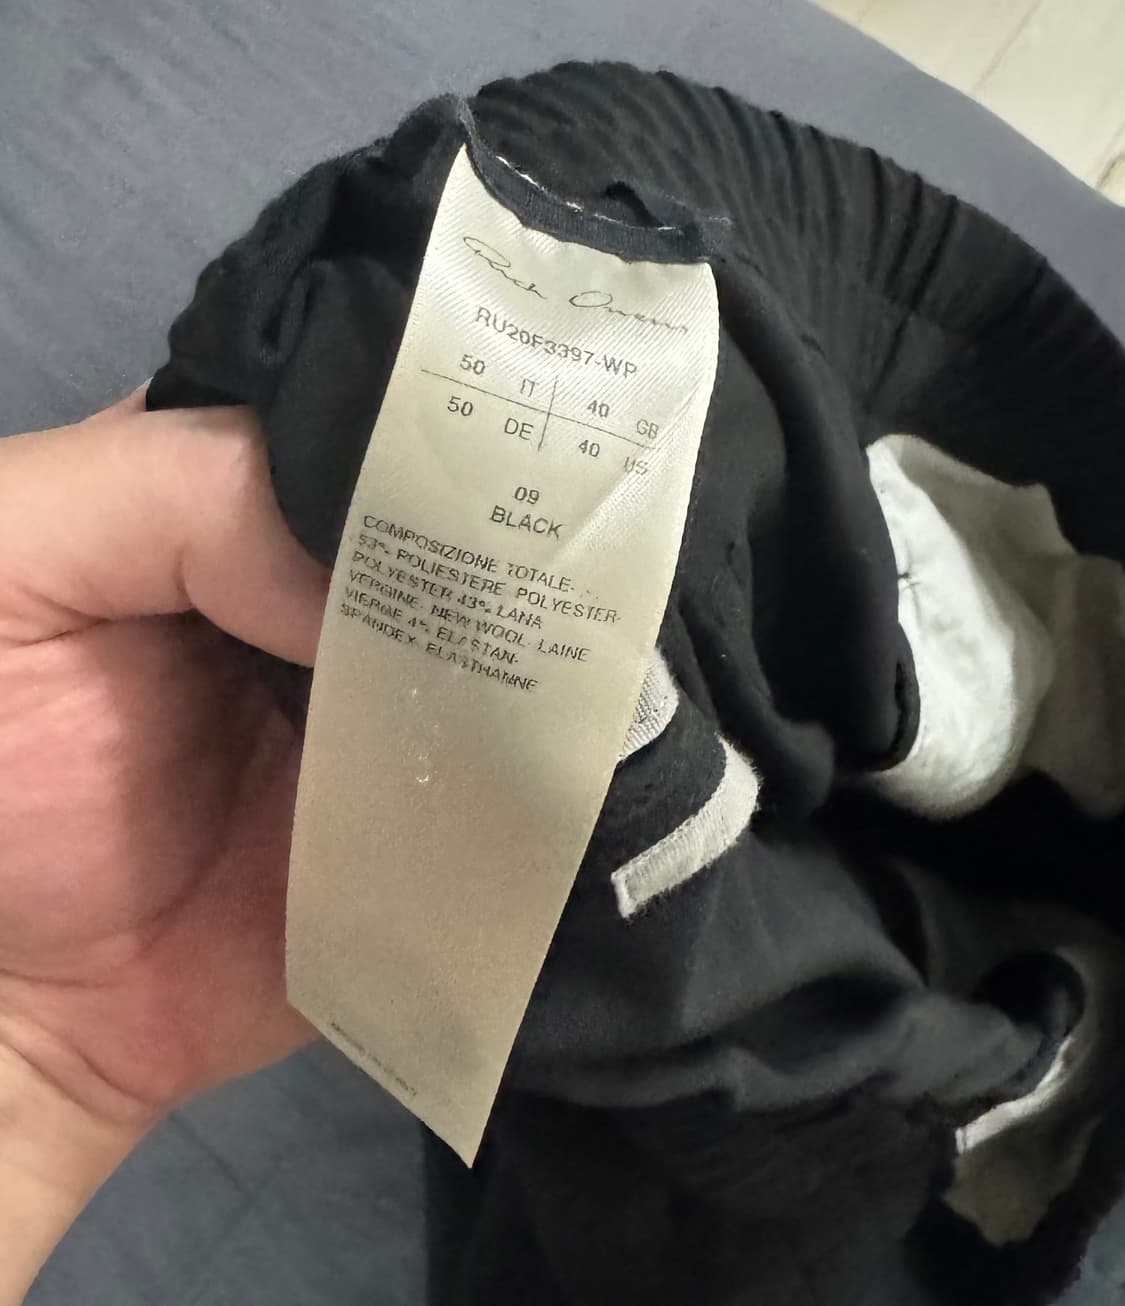 Rick Owens
RU20F3397-WP
50 IT 40 GB
50 DE 40 US
09
BLACK
COMPOSIZIONE TOTALE-
53% POLIESTERE POLYESTER-
POLYESTER 43% LANA
VERGINE- NEW WOOL- LAINE
VIERGE 4% ELASTAN-
SPANDEX- ELASTHANNE